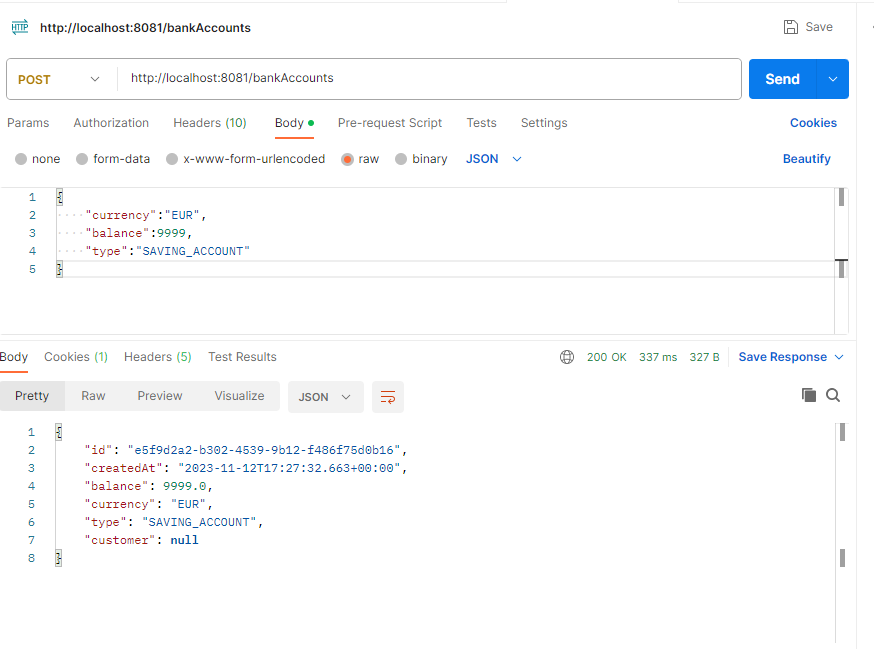 HTTP http://localhost:8081/bankAccounts Save
POST http://localhost:8081/bankAccounts Send
Params Authorization Headers (10) Body Pre-request Script Tests Settings Cookies
none form-data x-www-form-urlencoded raw binary JSON Beautify
1 {
2 ····"currency":"EUR",
3 ····"balance":9999,
4 ····"type":"SAVING_ACCOUNT"
5 }
Body Cookies (1) Headers (5) Test Results 200 OK 337 ms 327 B Save Response
Pretty Raw Preview Visualize JSON
1 {
2 "id": "e5f9d2a2-b302-4539-9b12-f486f75d0b16",
3 "createdAt": "2023-11-12T17:27:32.663+00:00",
4 "balance": 9999.0,
5 "currency": "EUR",
6 "type": "SAVING_ACCOUNT",
7 "customer": null
8 }